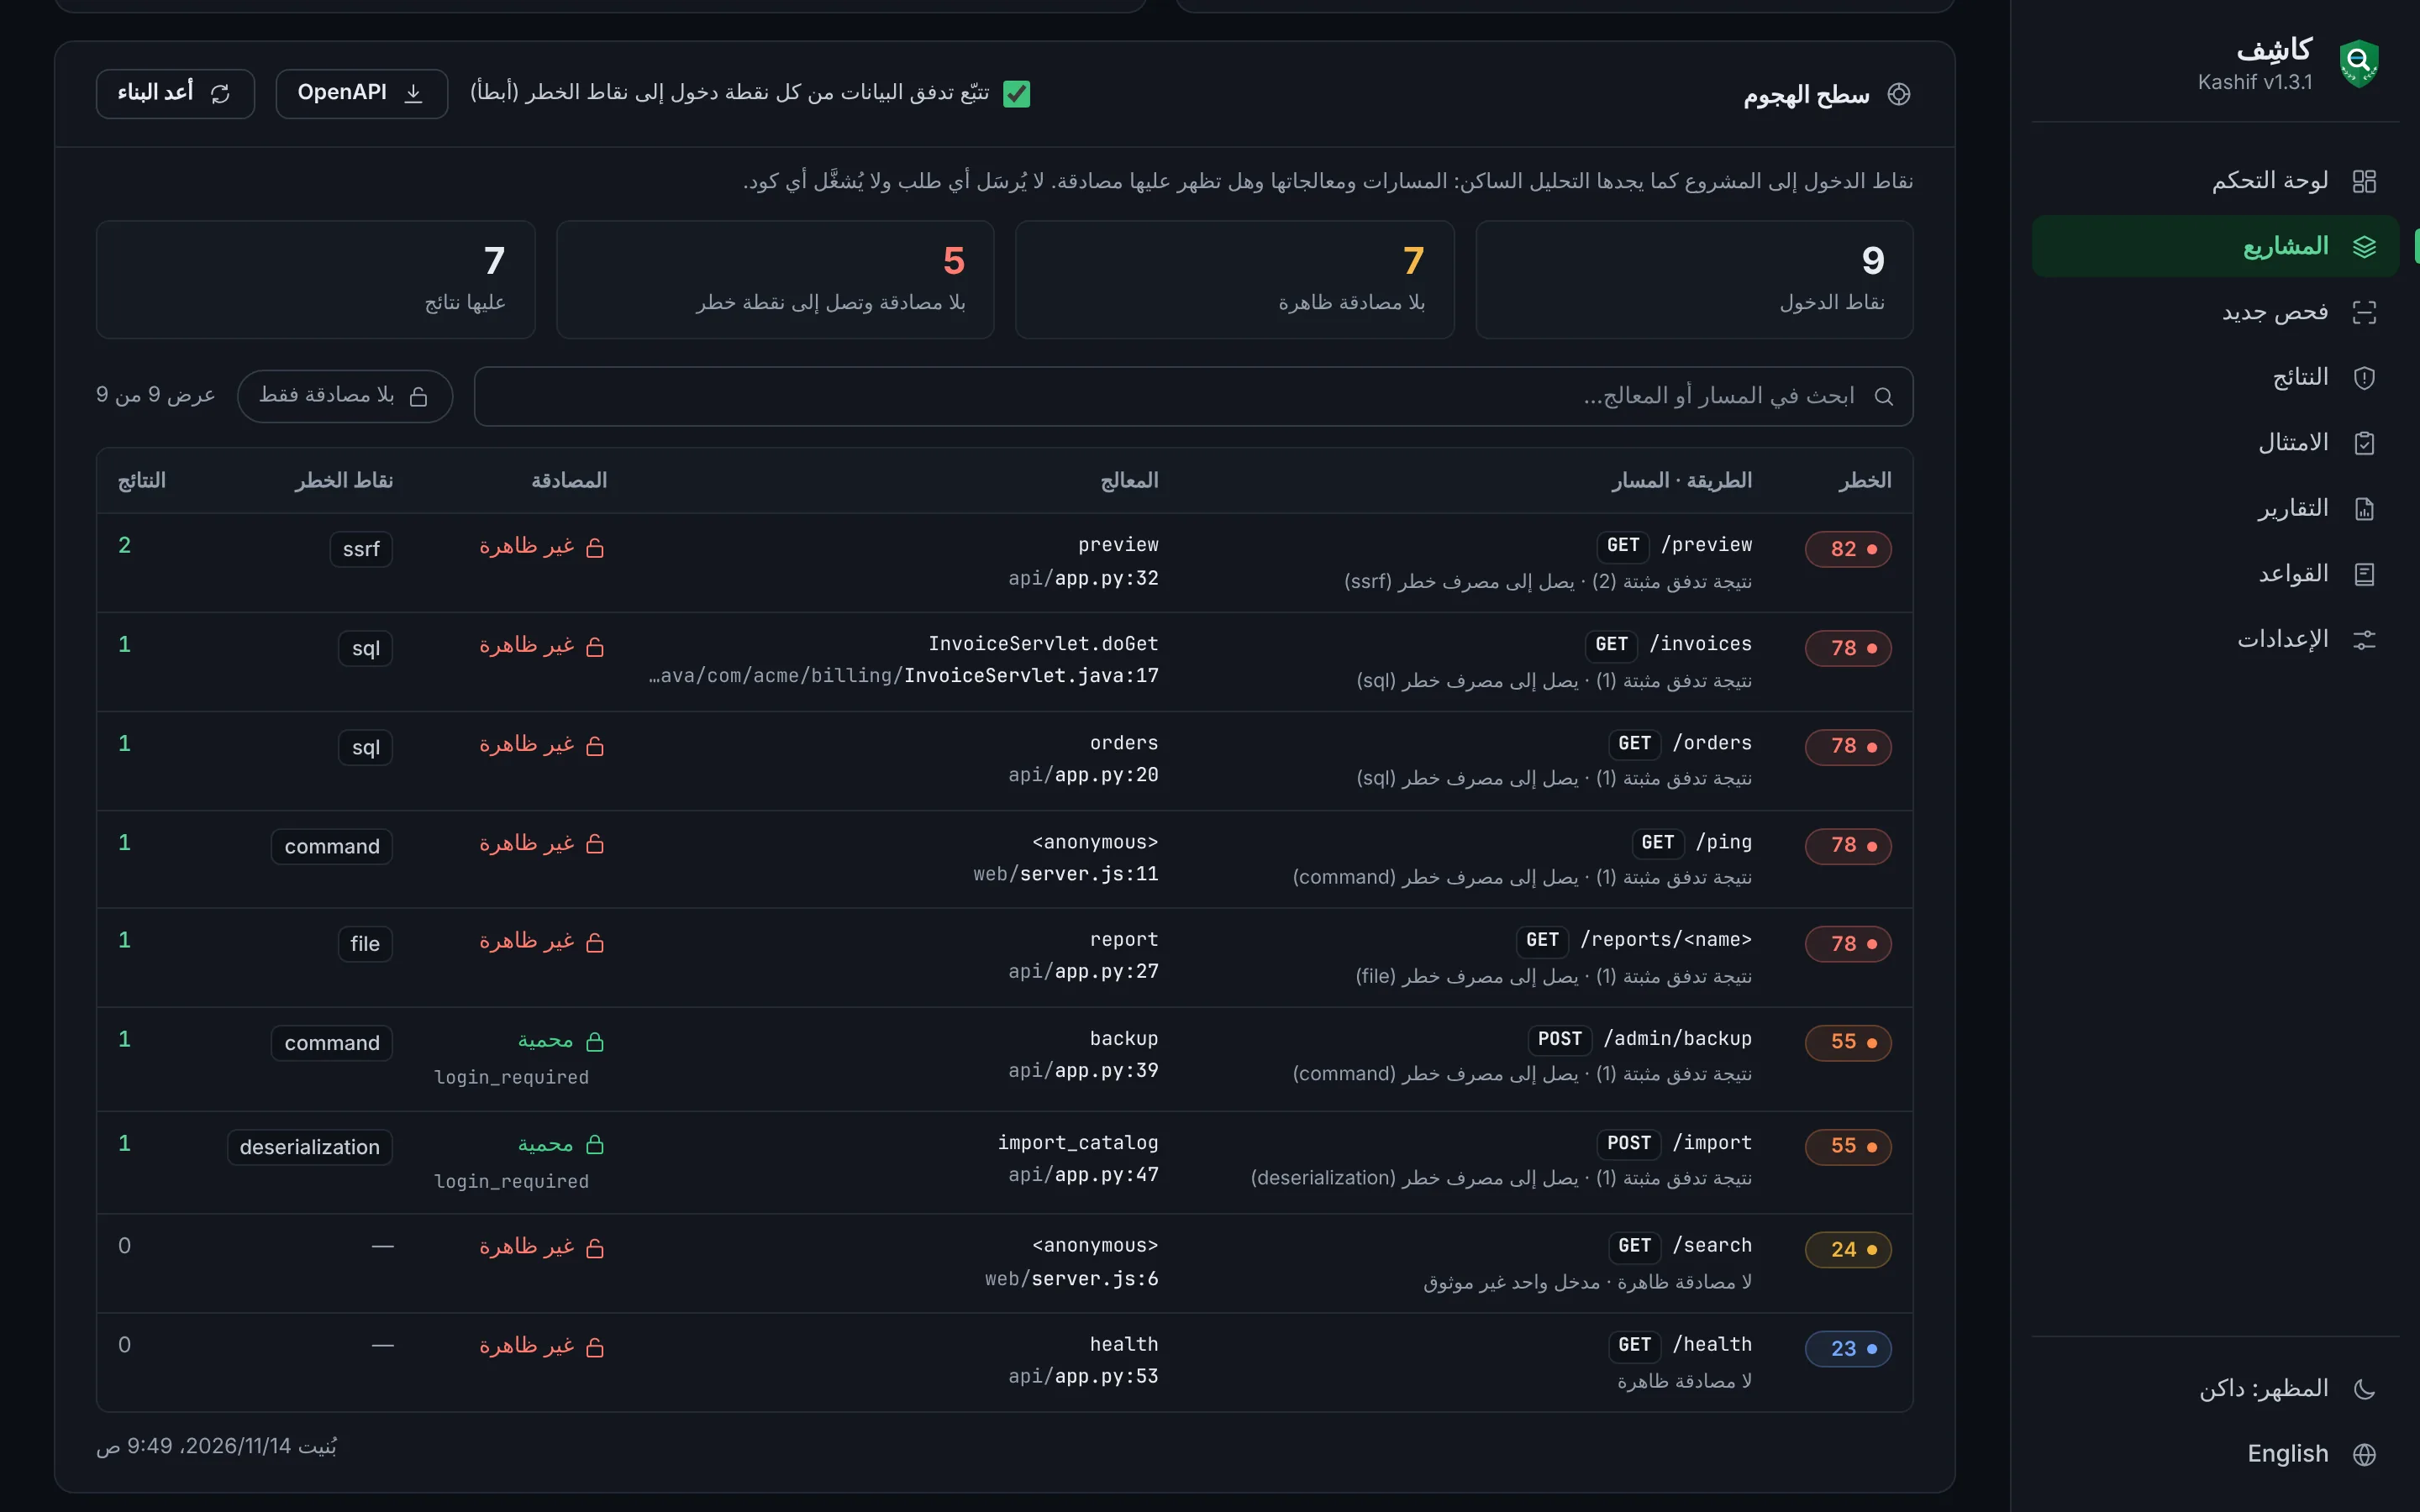 كاشِف
Kashif v1.3.1
لوحة التحكم
المشاريع
فحص جديد
النتائج
الامتثال
التقارير
القواعد
الإعدادات
المظهر: داكن
English
سطح الهجوم
تتبّع تدفق البيانات من كل نقطة دخول إلى نقاط الخطر (أبطأ)
OpenAPI
أعد البناء
نقاط الدخول إلى المشروع كما يجدها التحليل الساكن: المسارات ومعالجاتها وهل تظهر عليها مصادقة. لا يُرسَل أي طلب ولا يُشغَّل أي كود.
9
نقاط الدخول
7
بلا مصادقة ظاهرة
5
بلا مصادقة وتصل إلى نقطة خطر
7
عليها نتائج
ابحث في المسار أو المعالج...
بلا مصادقة فقط
عرض 9 من 9
الخطر الطريقة · المسار المعالج المصادقة نقاط الخطر النتائج
82 /preview GET preview غير ظاهرة ssrf 2
نتيجة تدفق مثبتة (2) · يصل إلى مصرف خطر (ssrf) api/app.py:32
78 /invoices GET InvoiceServlet.doGet غير ظاهرة sql 1
نتيجة تدفق مثبتة (1) · يصل إلى مصرف خطر (sql) …ava/com/acme/billing/InvoiceServlet.java:17
78 /orders GET orders غير ظاهرة sql 1
نتيجة تدفق مثبتة (1) · يصل إلى مصرف خطر (sql) api/app.py:20
78 /ping GET <anonymous> غير ظاهرة command 1
نتيجة تدفق مثبتة (1) · يصل إلى مصرف خطر (command) web/server.js:11
78 /reports/<name> GET report غير ظاهرة file 1
نتيجة تدفق مثبتة (1) · يصل إلى مصرف خطر (file) api/app.py:27
55 /admin/backup POST backup محمية command 1
نتيجة تدفق مثبتة (1) · يصل إلى مصرف خطر (command) api/app.py:39 login_required
55 /import POST import_catalog محمية deserialization 1
نتيجة تدفق مثبتة (1) · يصل إلى مصرف خطر (deserialization) api/app.py:47 login_required
24 /search GET <anonymous> غير ظاهرة — 0
لا مصادقة ظاهرة · مدخل واحد غير موثوق web/server.js:6
23 /health GET health غير ظاهرة — 0
لا مصادقة ظاهرة api/app.py:53
بُنيت 2026/11/14، 9:49 ص